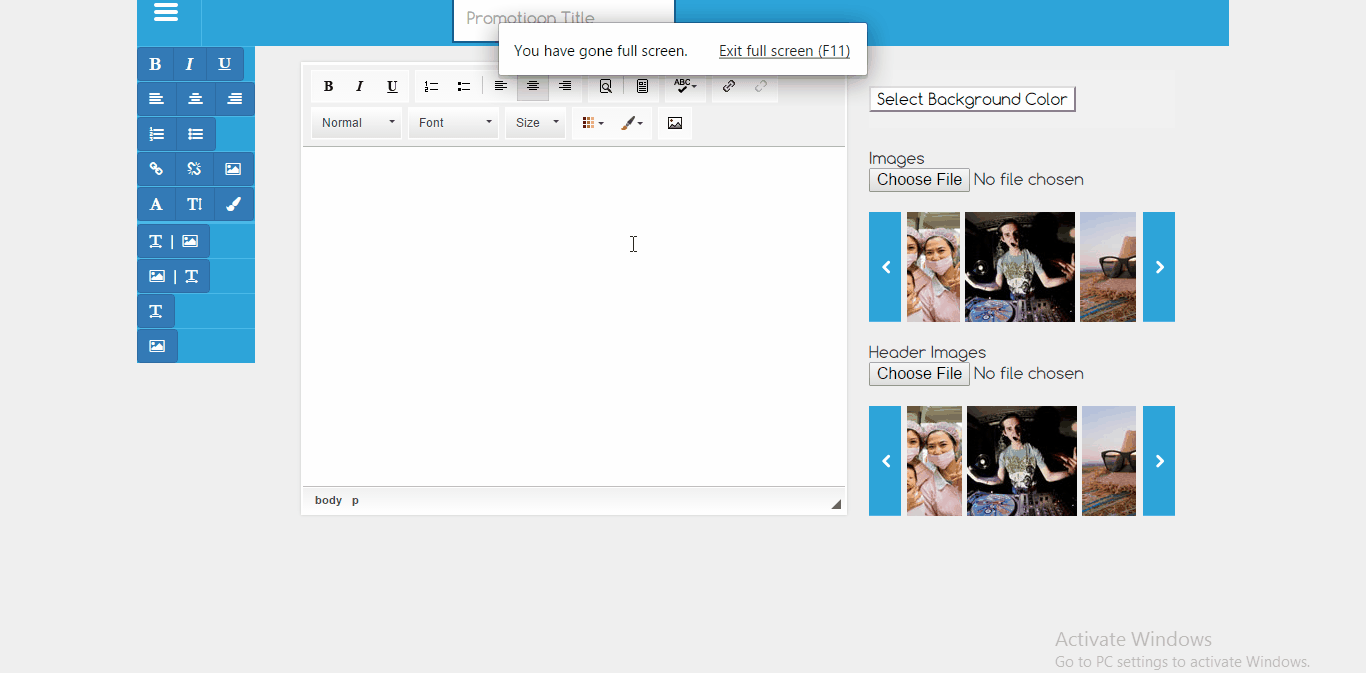 Promotioon Title
You have gone full screen. Exit full screen (F11)
B I U
B I U
ABC
Select Background Color
Normal Font Size
Images
Choose File No file chosen
A T
T |
| T
T
Header Images
Choose File No file chosen
body p
Activate Windows
Go to PC settings to activate Windows.